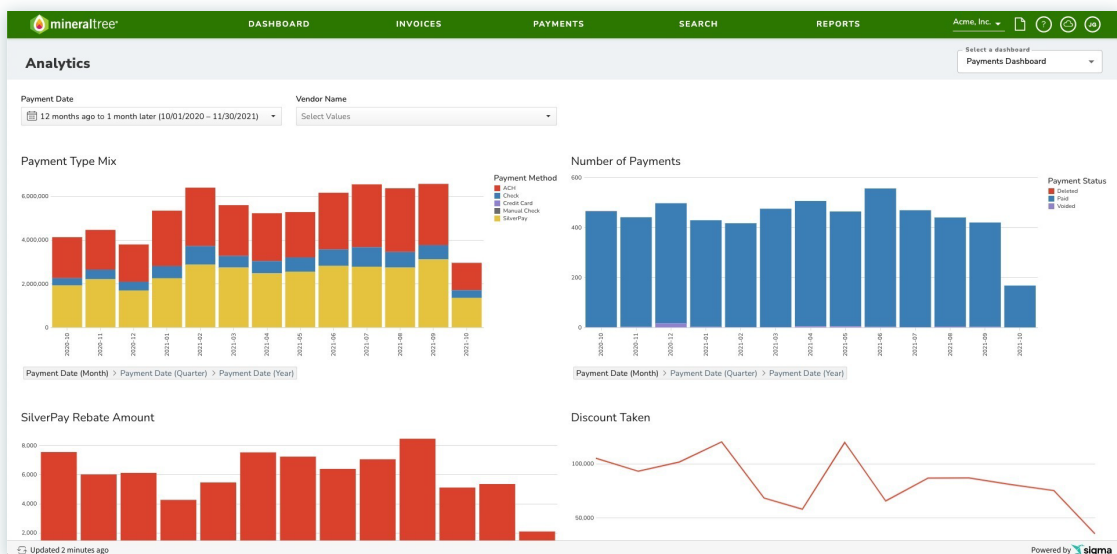 mineraltree
DASHBOARD INVOICES PAYMENTS SEARCH REPORTS Acme, Inc. ? JG
Analytics
Select a dashboard
Payments Dashboard
Payment Date Vendor Name
12 months ago to 1 month later (10/01/2020 – 11/30/2021) Select Values
Payment Type Mix
Payment Method
ACH
Check
Credit Card
Manual Check
SilverPay
6,000,000
4,000,000
2,000,000
0
2020-10 2020-11 2020-12 2021-01 2021-02 2021-03 2021-04 2021-05 2021-06 2021-07 2021-08 2021-09 2021-10
Payment Date (Month) > Payment Date (Quarter) > Payment Date (Year)
Number of Payments
Payment Status
Deleted
Paid
Voided
600
400
200
0
2020-10 2020-11 2020-12 2021-01 2021-02 2021-03 2021-04 2021-05 2021-06 2021-07 2021-08 2021-09 2021-10
Payment Date (Month) > Payment Date (Quarter) > Payment Date (Year)
SilverPay Rebate Amount
8,000
6,000
4,000
2,000
Discount Taken
100,000
50,000
Updated 2 minutes ago
Powered by sigma